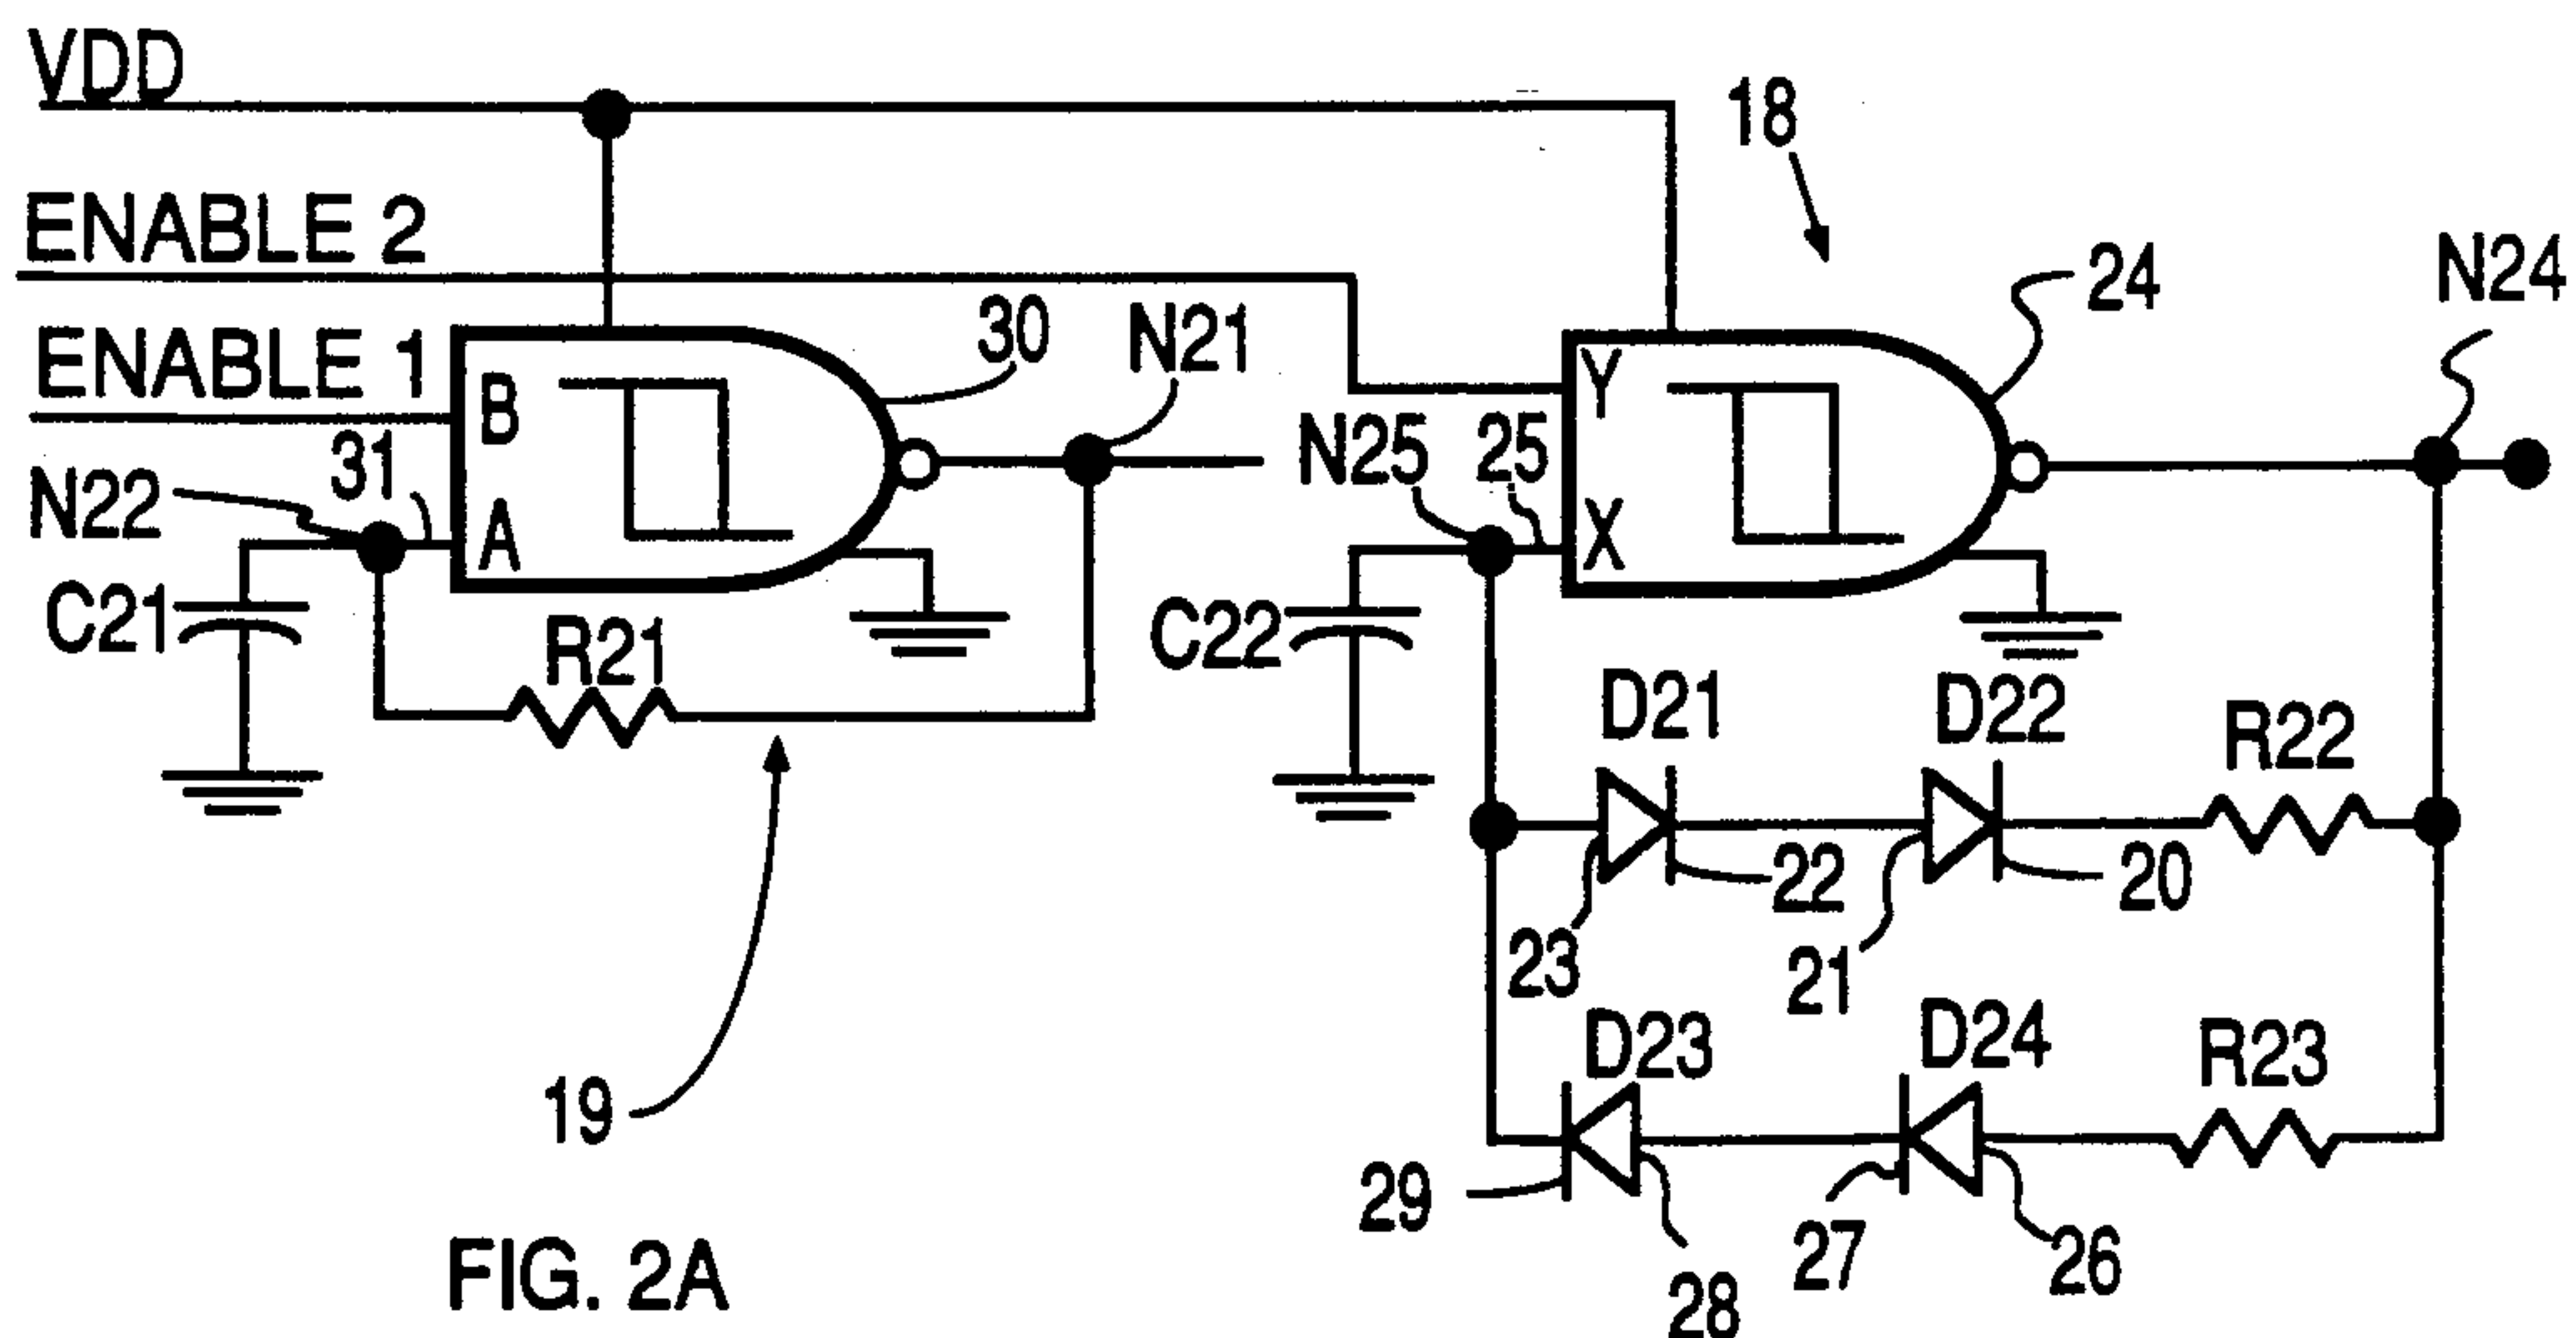 VDD
18
ENABLE 2
24
N24
ENABLE 1
30
N21
B
Y
N22
31
A
N25
25
X
C21
R21
C22
D21
D22
R22
23
22
21
20
19
D23
D24
R23
29
28
27
26
FIG. 2A